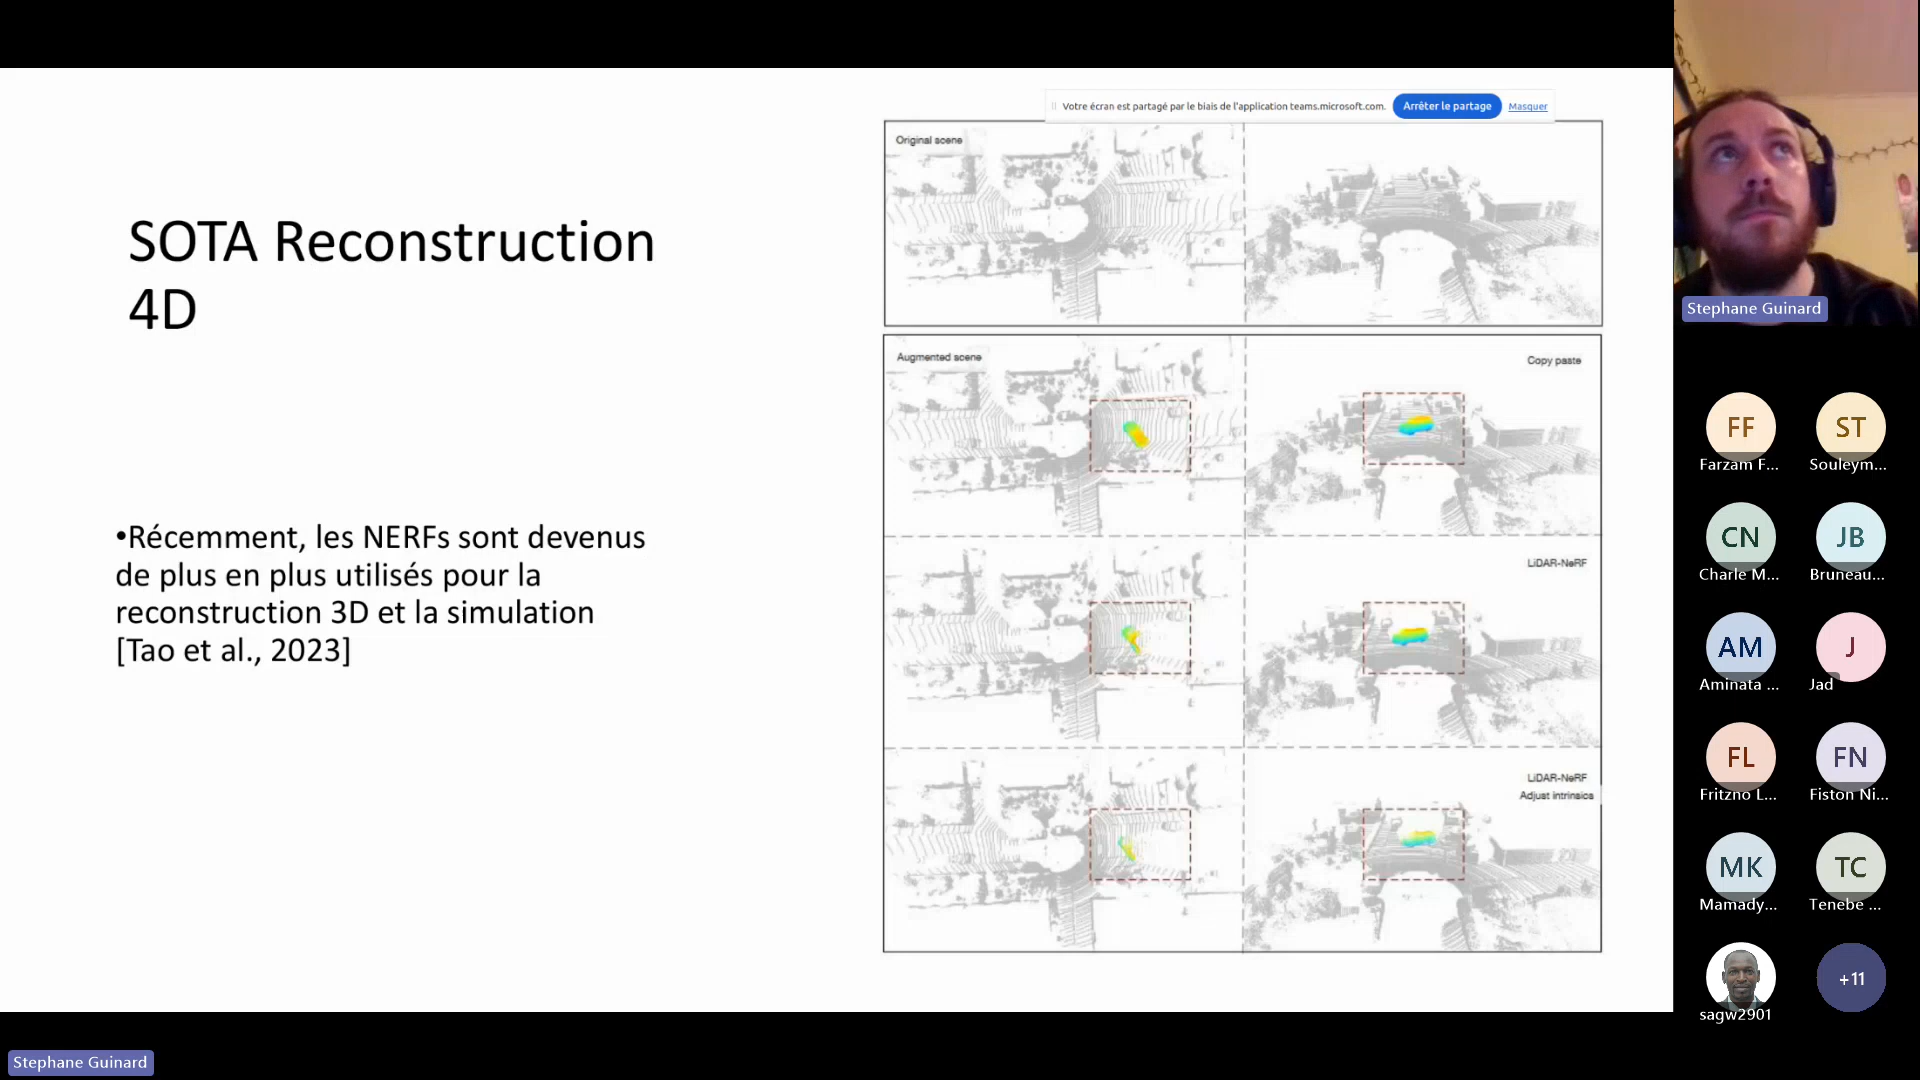 Votre écran est partagé par le biais de l'application teams.microsoft.com. Arrêter le partage Masquer
SOTA Reconstruction
4D
•Récemment, les NERFs sont devenus
de plus en plus utilisés pour la
reconstruction 3D et la simulation
[Tao et al., 2023]
Original scene
Augmented scene
Copy paste
LiDAR-NeRF
LiDAR-NeRF
Adjust intrinsics
Stephane Guinard
FF
Farzam F...
ST
Souleym...
CN
Charle M...
JB
Bruneau...
AM
Aminata ...
J
Jad
FL
Fritzno L...
FN
Fiston Ni...
MK
Mamady...
TC
Tenebe ...
sagw2901
+11
Stephane Guinard